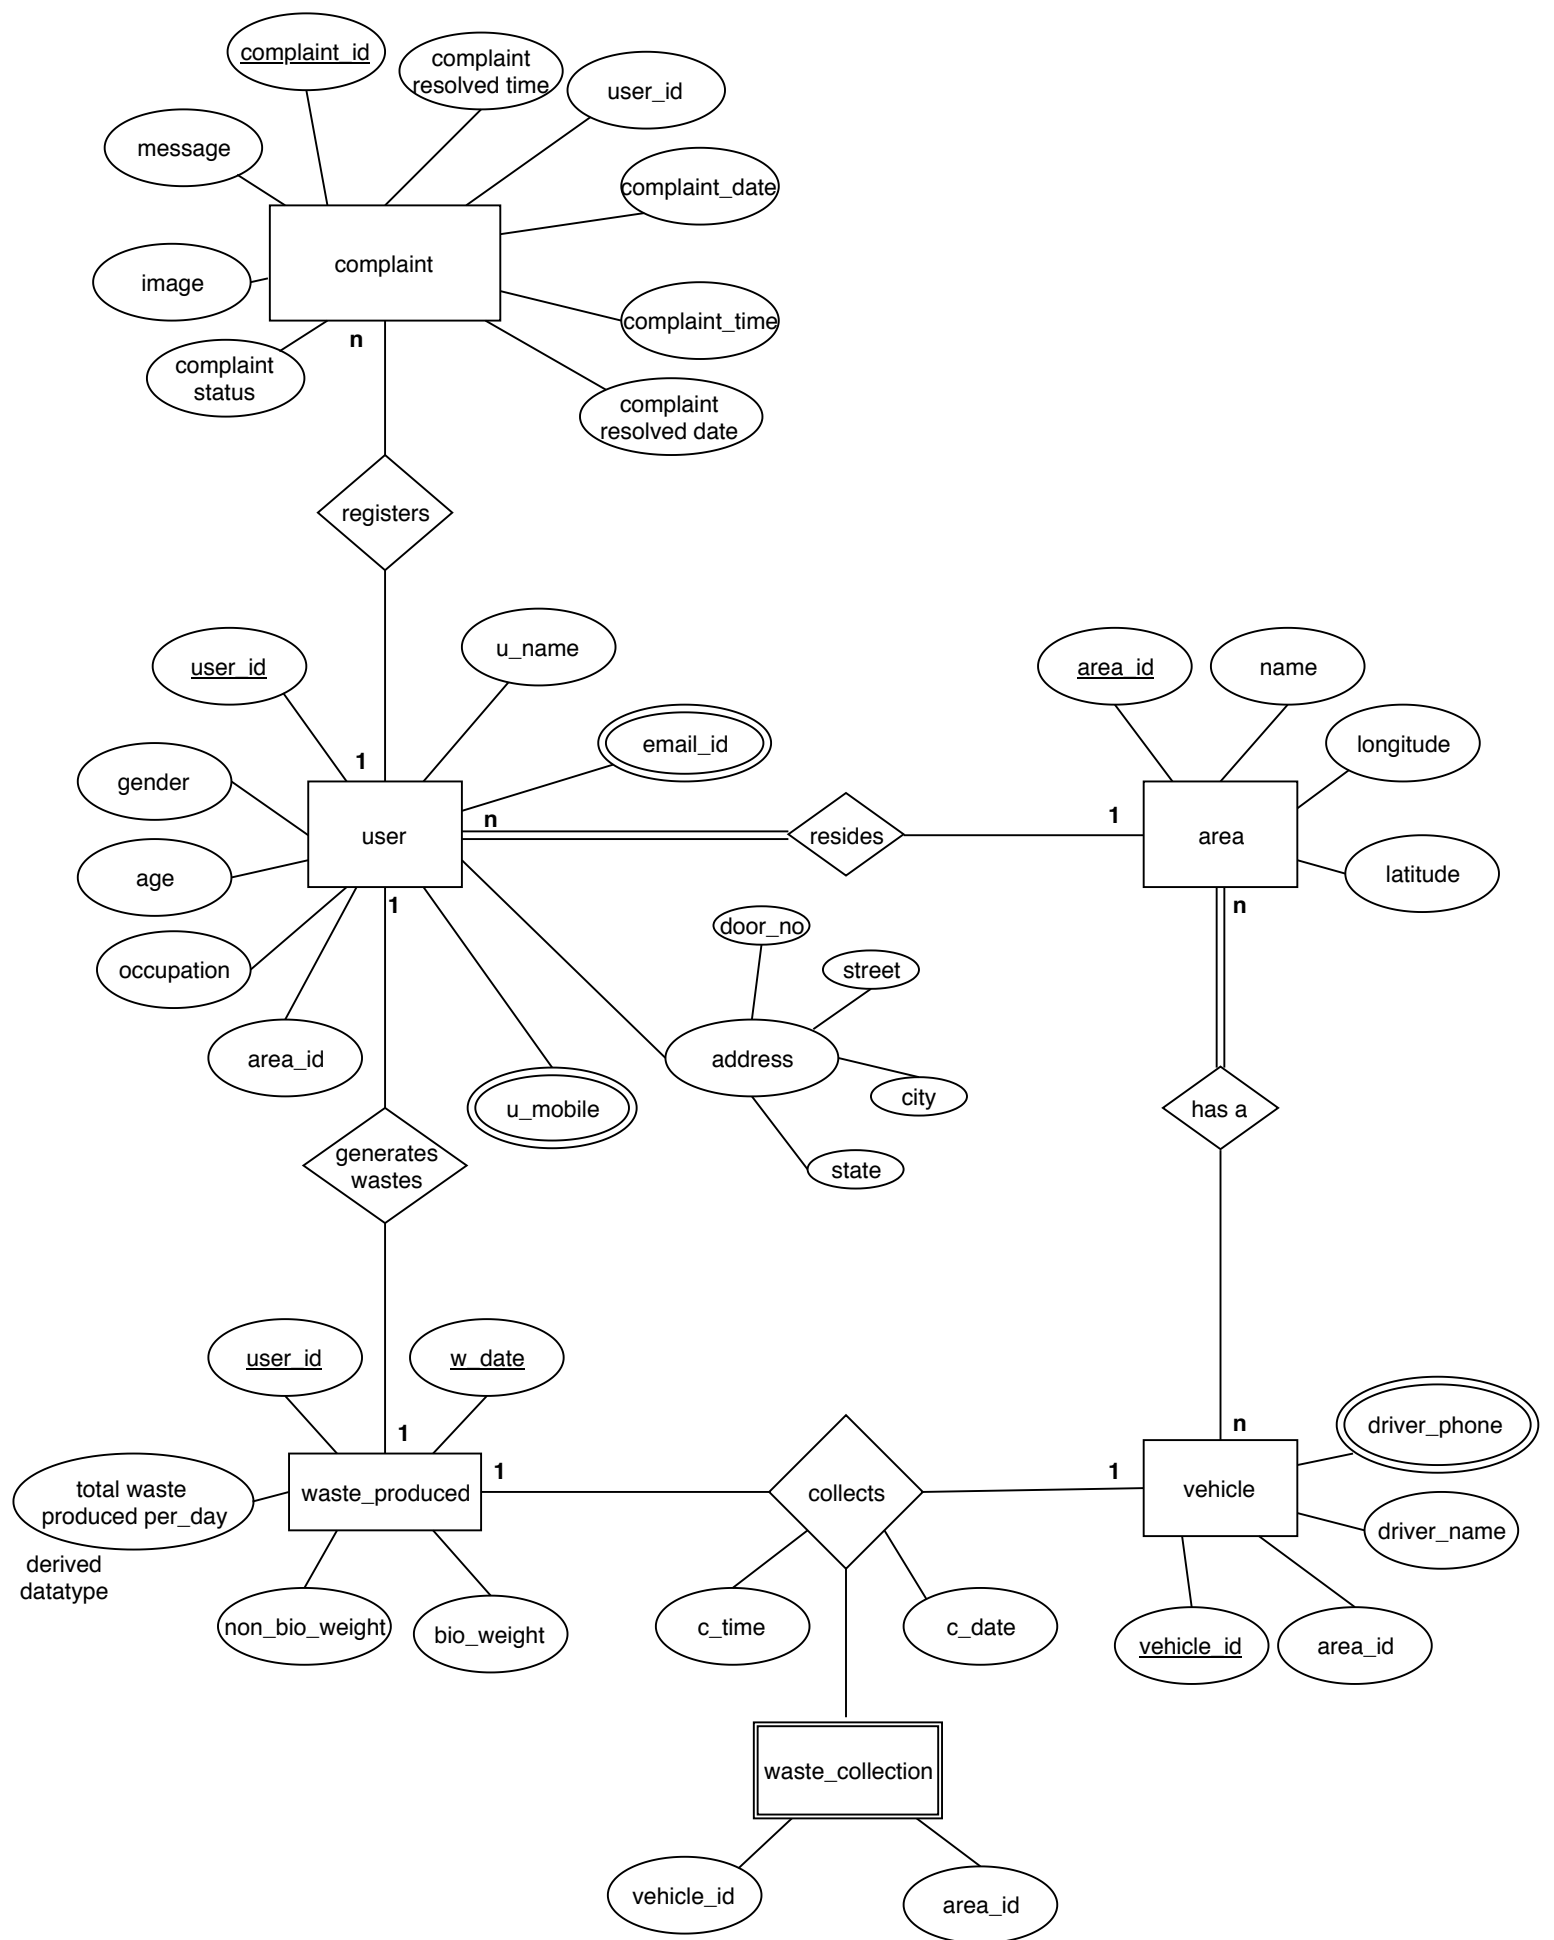 complaint_id
complaint
resolved time
user_id
message
complaint_date
complaint
image
complaint_time
n
complaint
status
complaint
resolved date
registers
user_id
u_name
area_id
name
email_id
longitude
gender
1
n
user
resides
1
area
age
latitude
1
n
door_no
occupation
street
area_id
address
city
u_mobile
has a
generates
wastes
state
user_id
w_date
1
n
driver_phone
total waste
produced per_day
waste_produced
1
collects
1
vehicle
driver_name
derived
datatype
non_bio_weight
bio_weight
c_time
c_date
vehicle_id
area_id
waste_collection
vehicle_id
area_id